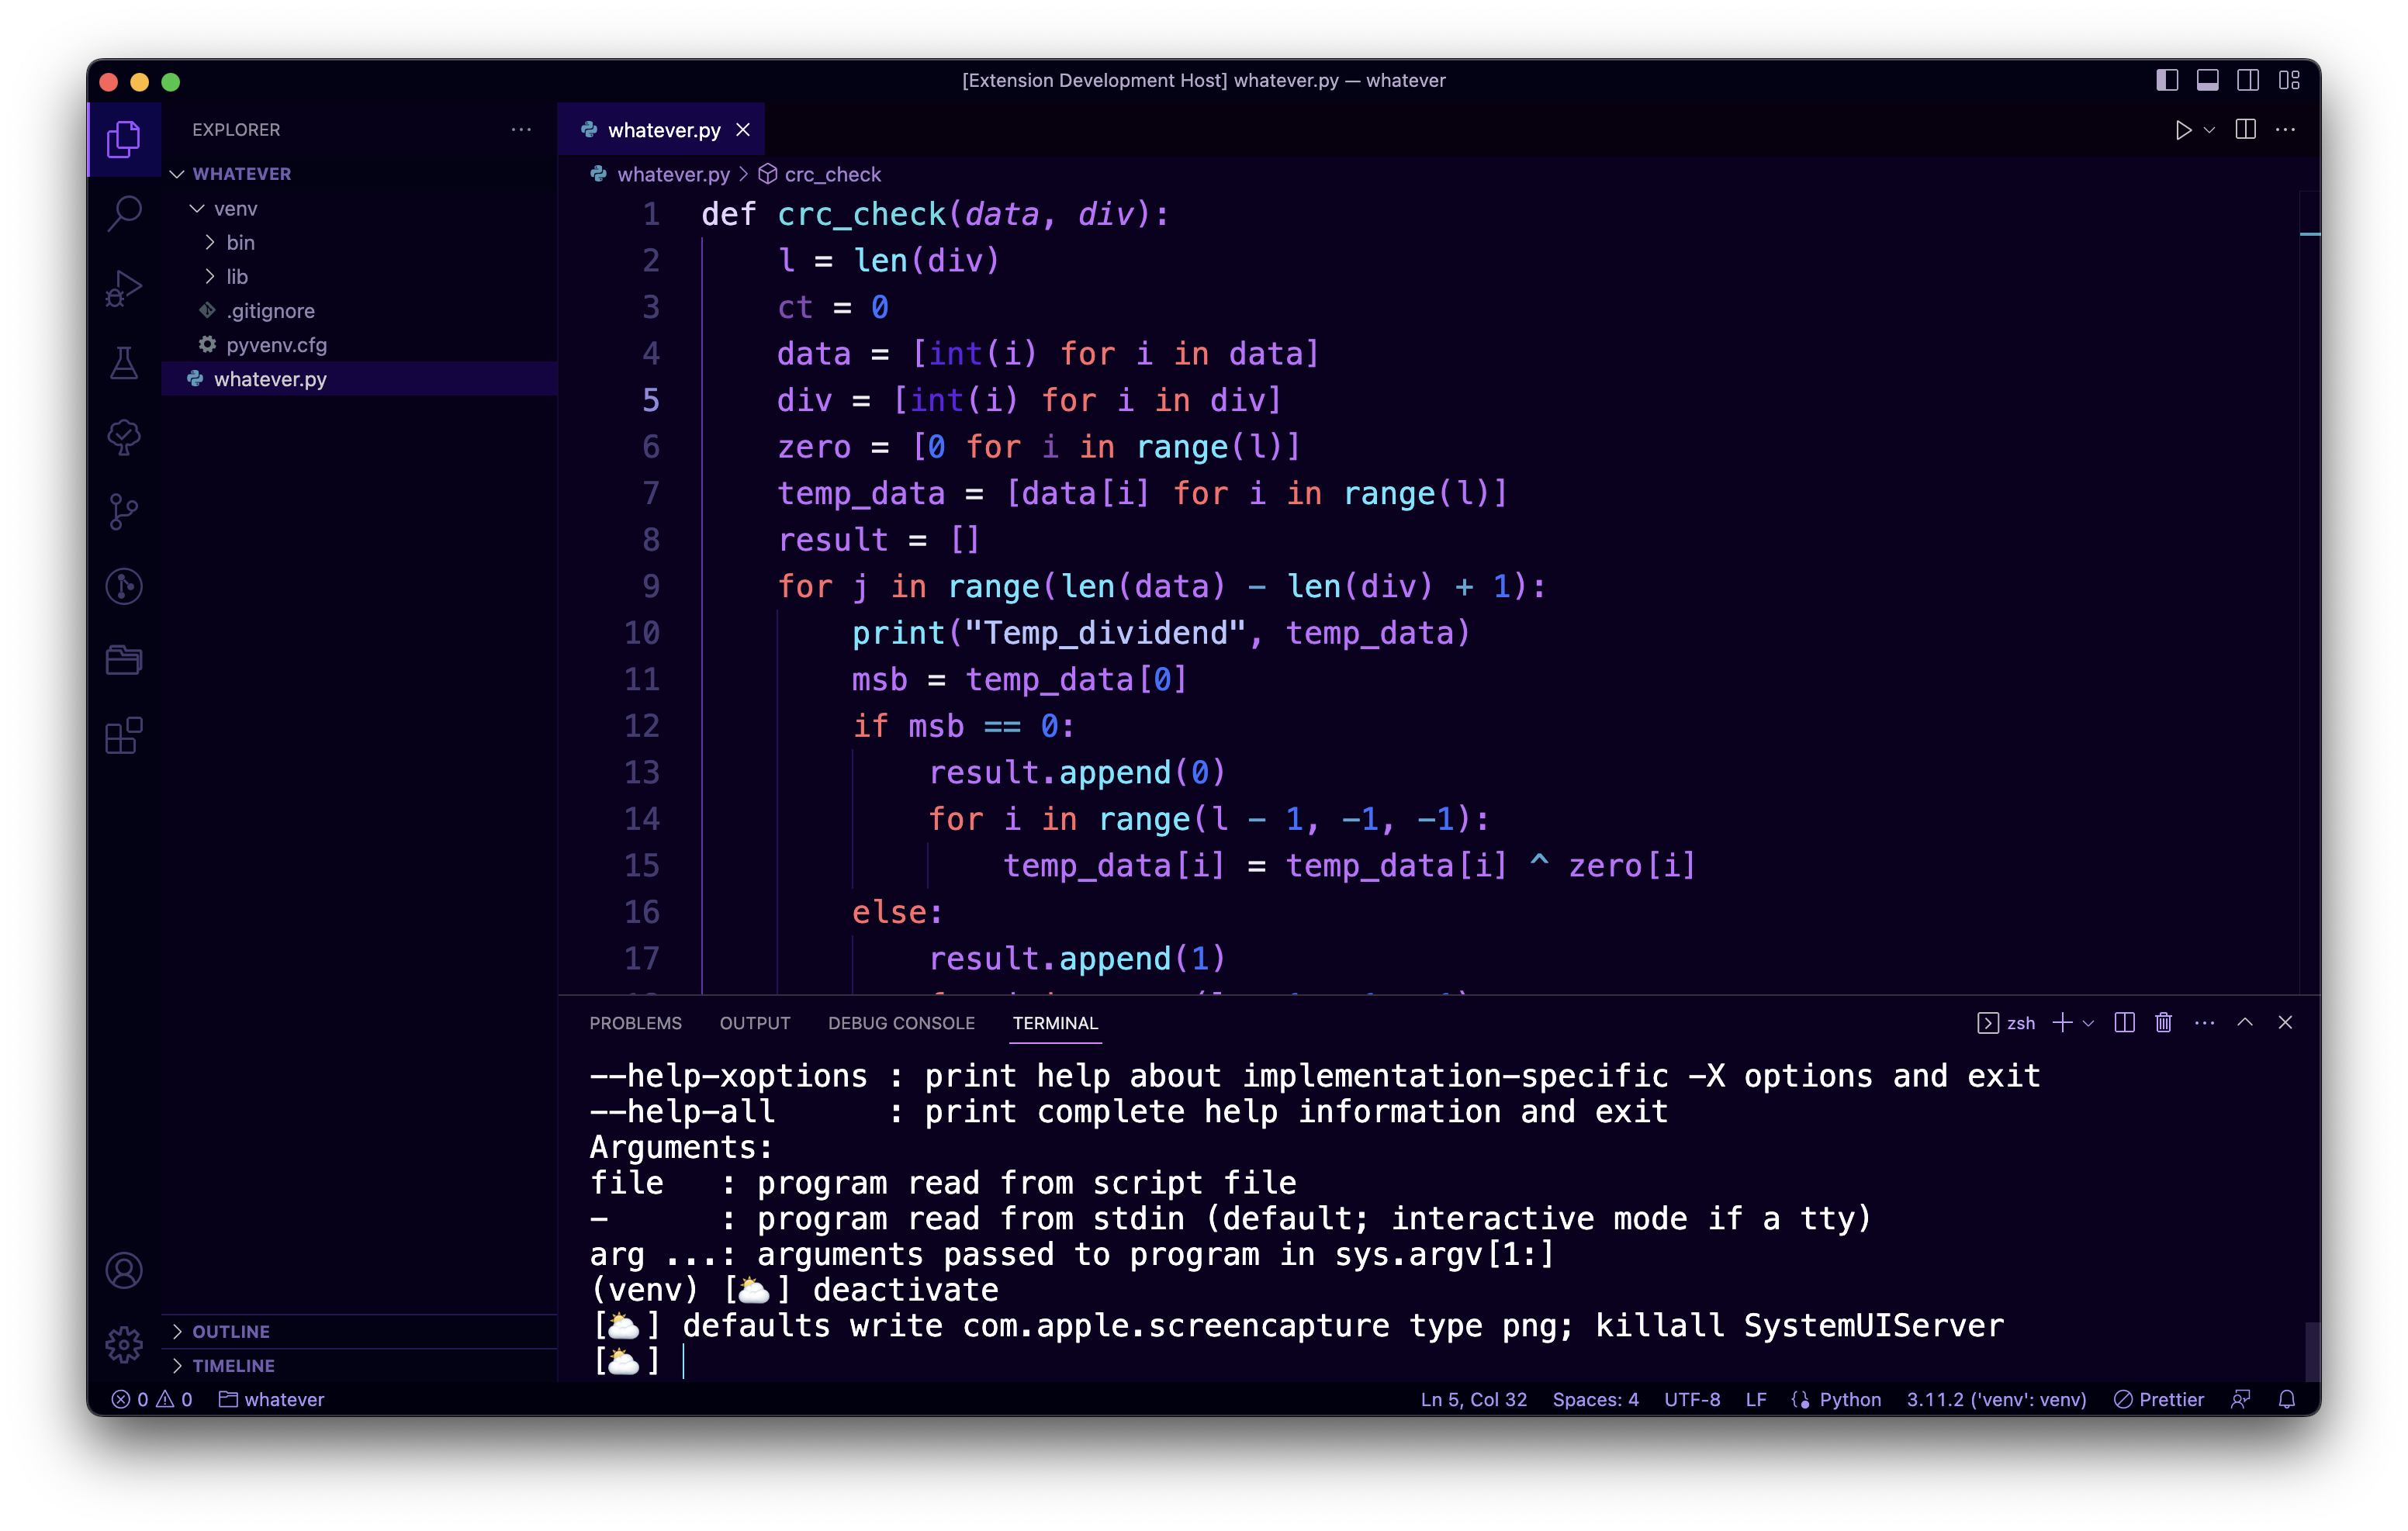 [Extension Development Host] whatever.py — whatever
EXPLORER
WHATEVER
venv
bin
lib
.gitignore
pyvenv.cfg
whatever.py
OUTLINE
TIMELINE
whatever.py
whatever.py > crc_check
1 def crc_check(data, div):
2 l = len(div)
3 ct = 0
4 data = [int(i) for i in data]
5 div = [int(i) for i in div]
6 zero = [0 for i in range(l)]
7 temp_data = [data[i] for i in range(l)]
8 result = []
9 for j in range(len(data) - len(div) + 1):
10 print("Temp_dividend", temp_data)
11 msb = temp_data[0]
12 if msb == 0:
13 result.append(0)
14 for i in range(l - 1, -1, -1):
15 temp_data[i] = temp_data[i] ^ zero[i]
16 else:
17 result.append(1)
PROBLEMS OUTPUT DEBUG CONSOLE TERMINAL zsh
--help-xoptions : print help about implementation-specific -X options and exit
--help-all      : print complete help information and exit
Arguments:
file   : program read from script file
-      : program read from stdin (default; interactive mode if a tty)
arg ...: arguments passed to program in sys.argv[1:]
(venv) [⛅] deactivate
[⛅] defaults write com.apple.screencapture type png; killall SystemUIServer
[⛅]
0 0 whatever Ln 5, Col 32 Spaces: 4 UTF-8 LF Python 3.11.2 ('venv': venv) Prettier